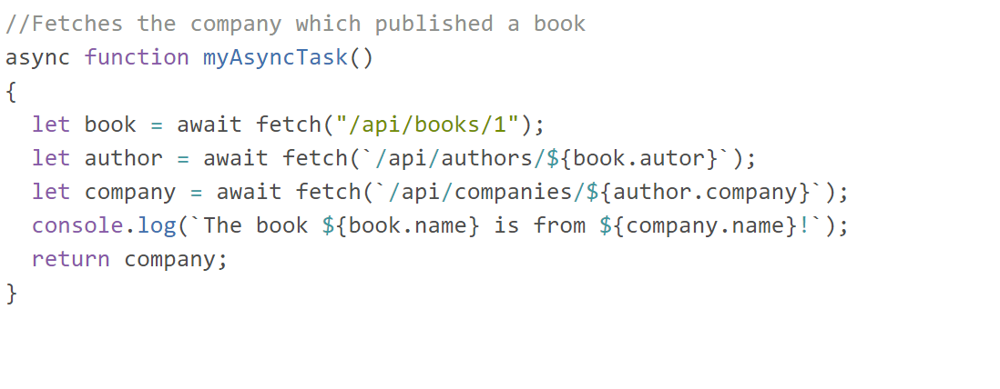 //Fetches the company which published a book
async function myAsyncTask()
{
  let book = await fetch("/api/books/1");
  let author = await fetch(`/api/authors/${book.autor}`);
  let company = await fetch(`/api/companies/${author.company}`);
  console.log(`The book ${book.name} is from ${company.name}!`);
  return company;
}